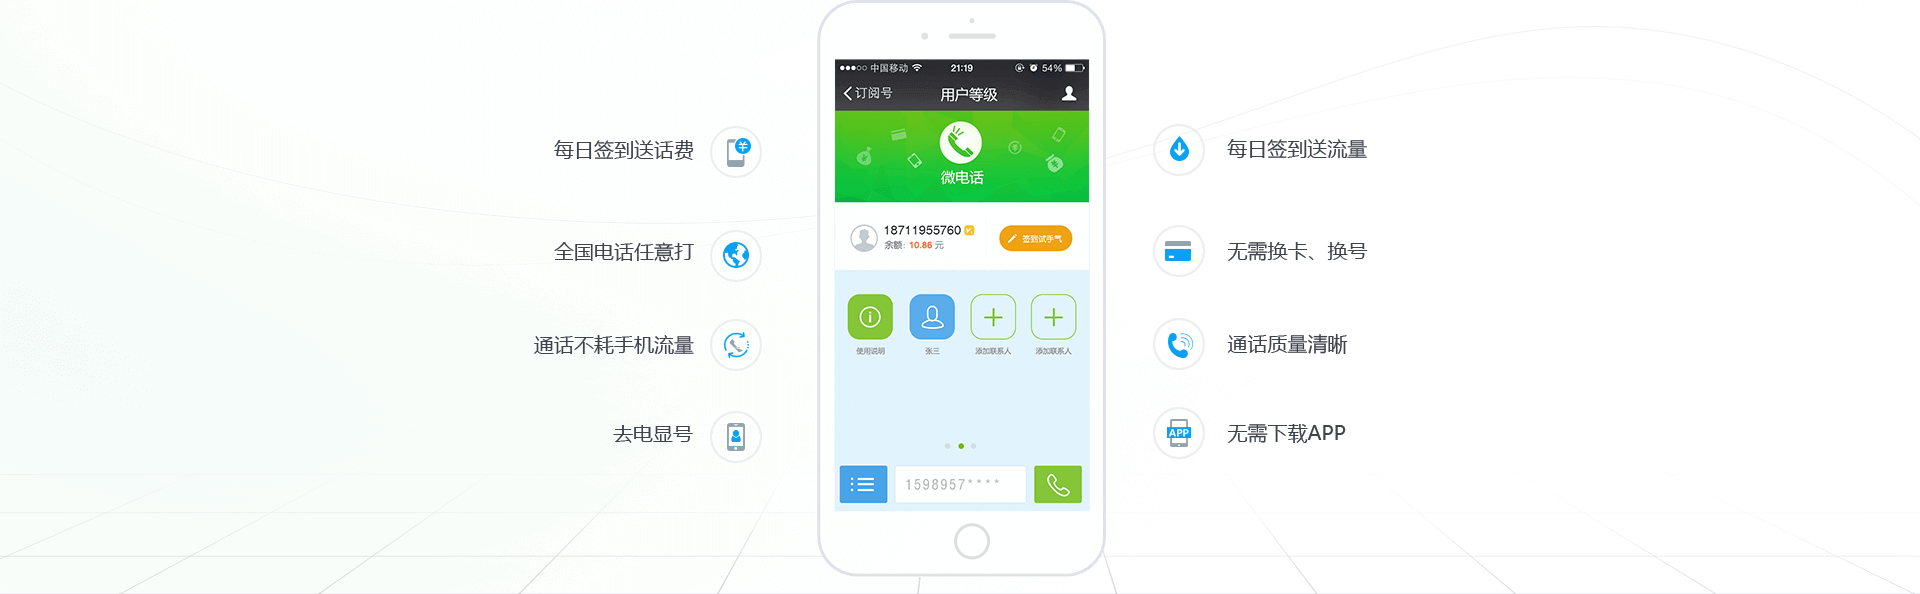 每日签到送话费
全国电话任意打
通话不耗手机流量
去电显号
中国移动
21:19
54%
订阅号
用户等级
微电话
18711955760
余额: 10.86 元
签到试手气
使用说明
张三
添加联系人
添加联系人
1598957****
每日签到送流量
无需换卡、换号
通话质量清晰
APP
无需下载APP